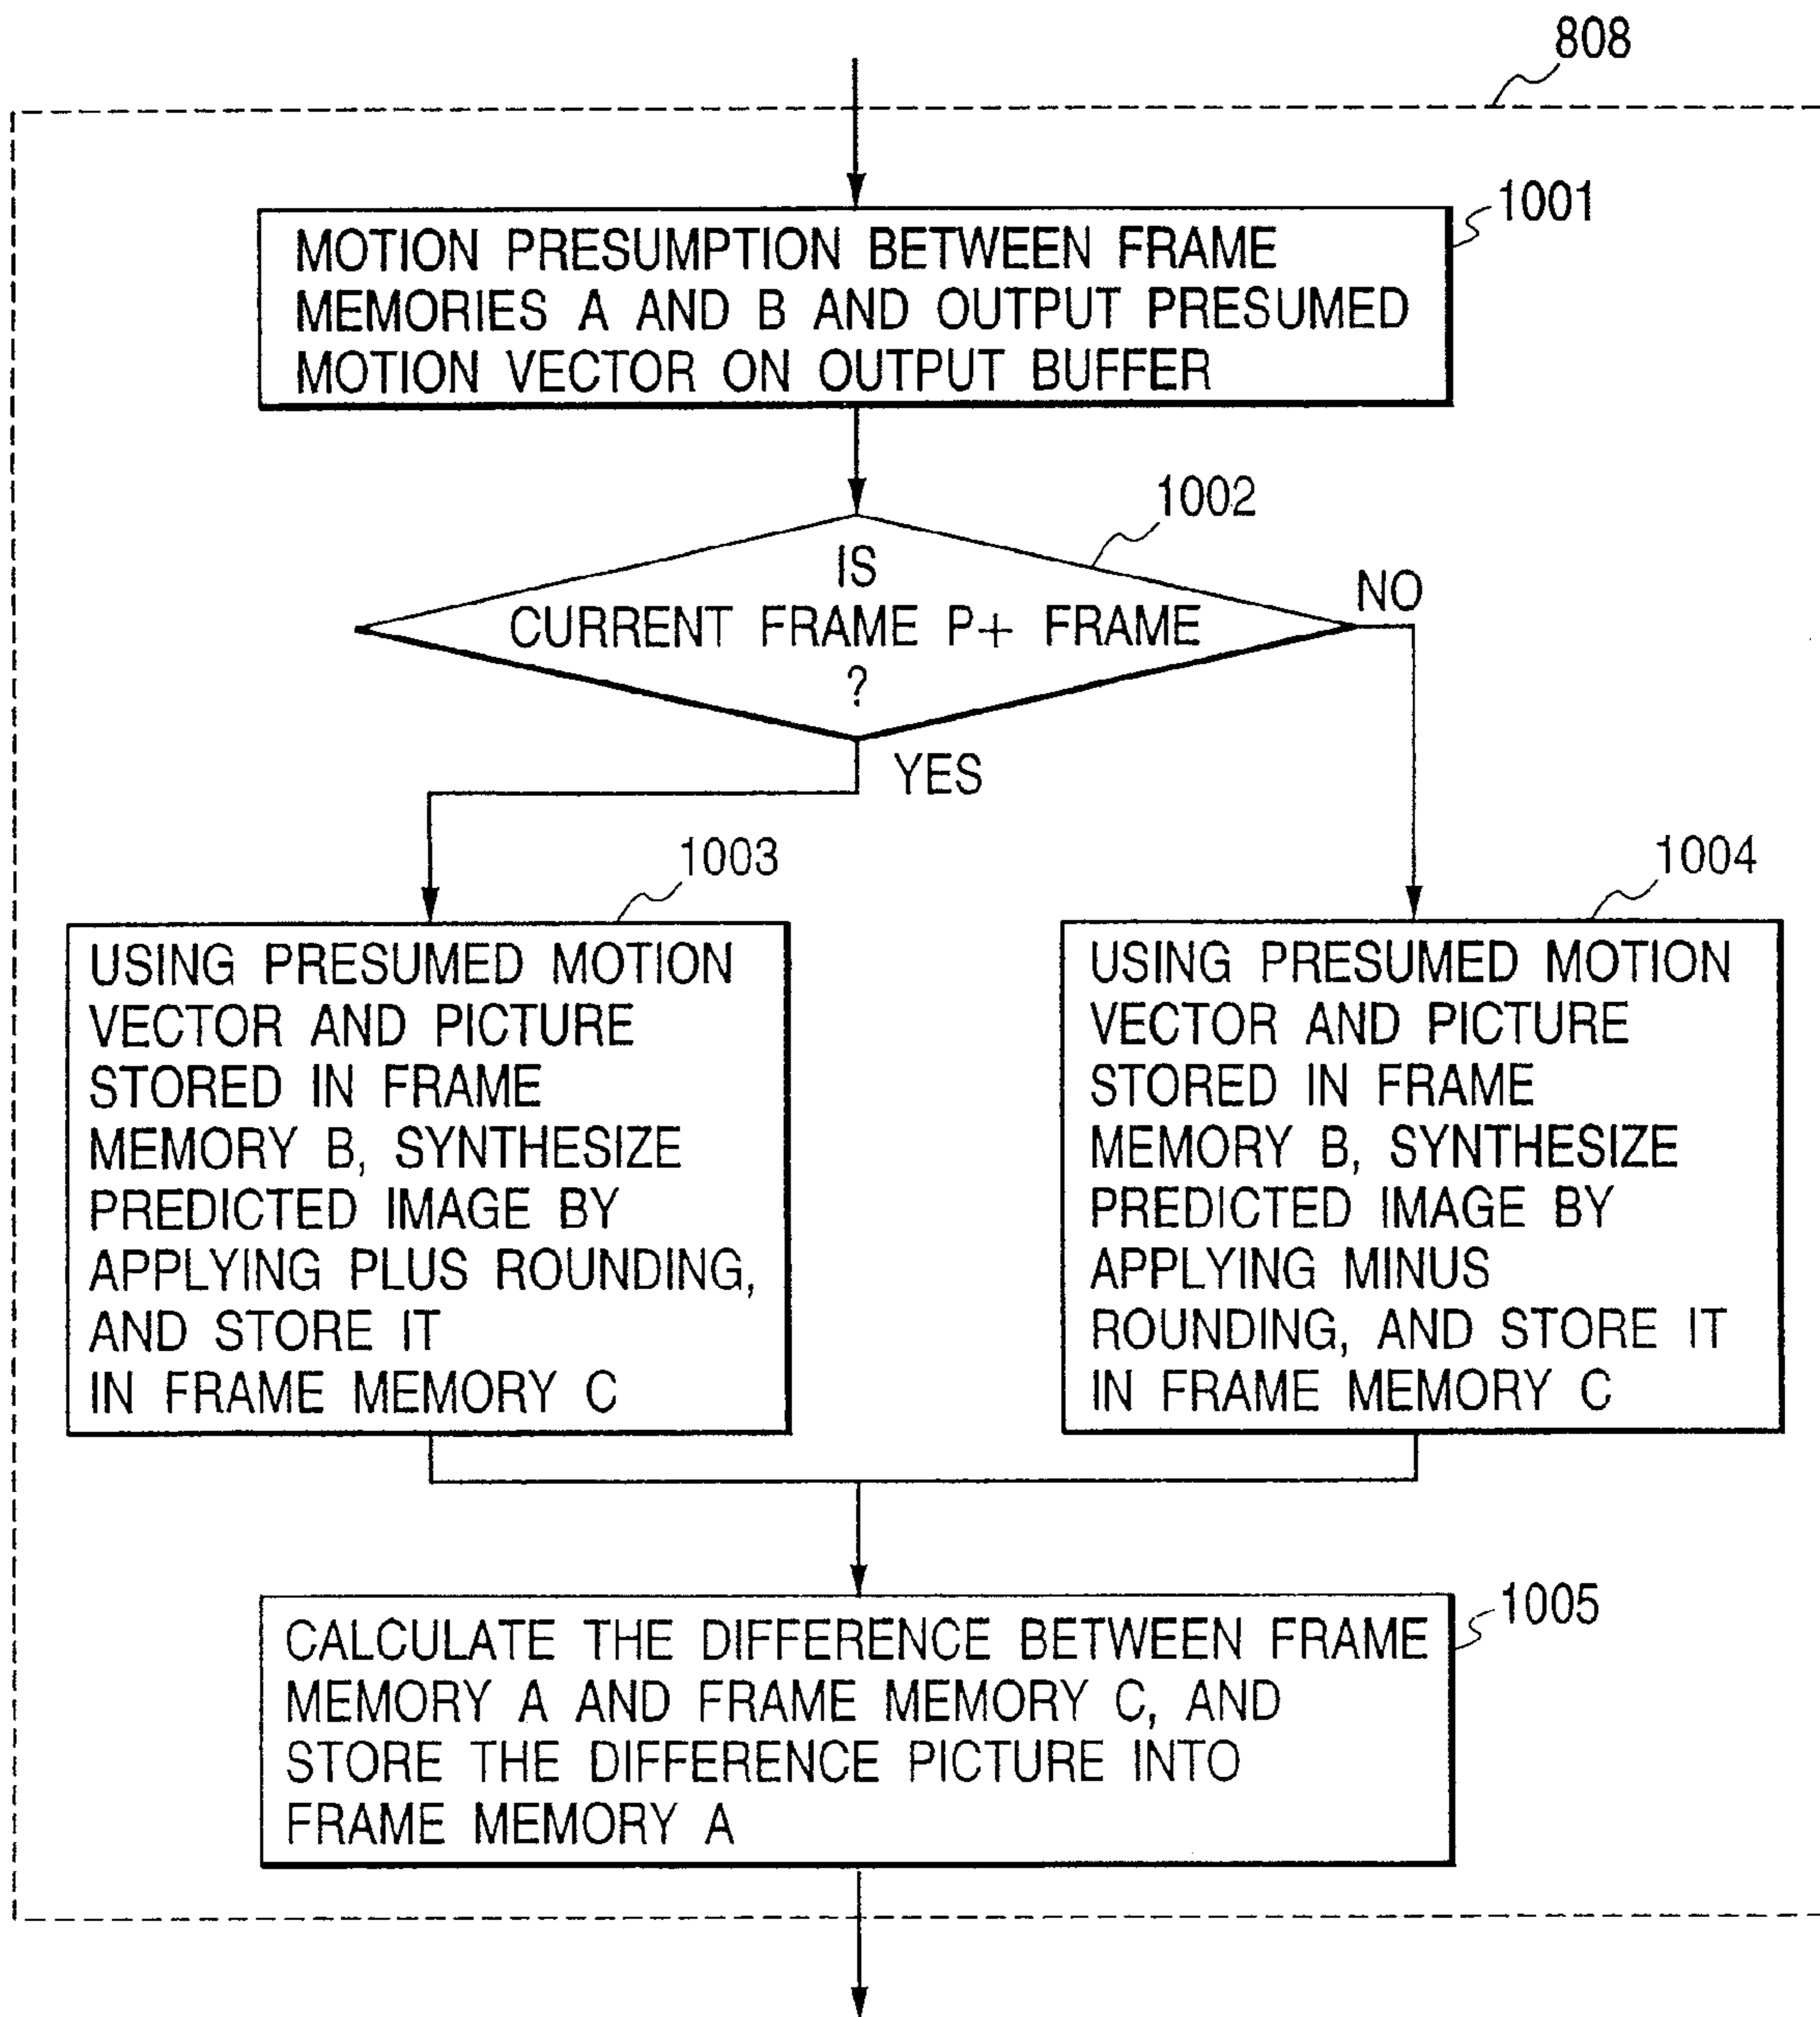 808
1001
MOTION PRESUMPTION BETWEEN FRAME
MEMORIES A AND B AND OUTPUT PRESUMED
MOTION VECTOR ON OUTPUT BUFFER
1002
IS
CURRENT FRAME P+ FRAME
?
NO
YES
1003
USING PRESUMED MOTION
VECTOR AND PICTURE
STORED IN FRAME
MEMORY B, SYNTHESIZE
PREDICTED IMAGE BY
APPLYING PLUS ROUNDING,
AND STORE IT
IN FRAME MEMORY C
1004
USING PRESUMED MOTION
VECTOR AND PICTURE
STORED IN FRAME
MEMORY B, SYNTHESIZE
PREDICTED IMAGE BY
APPLYING MINUS
ROUNDING, AND STORE IT
IN FRAME MEMORY C
1005
CALCULATE THE DIFFERENCE BETWEEN FRAME
MEMORY A AND FRAME MEMORY C, AND
STORE THE DIFFERENCE PICTURE INTO
FRAME MEMORY A